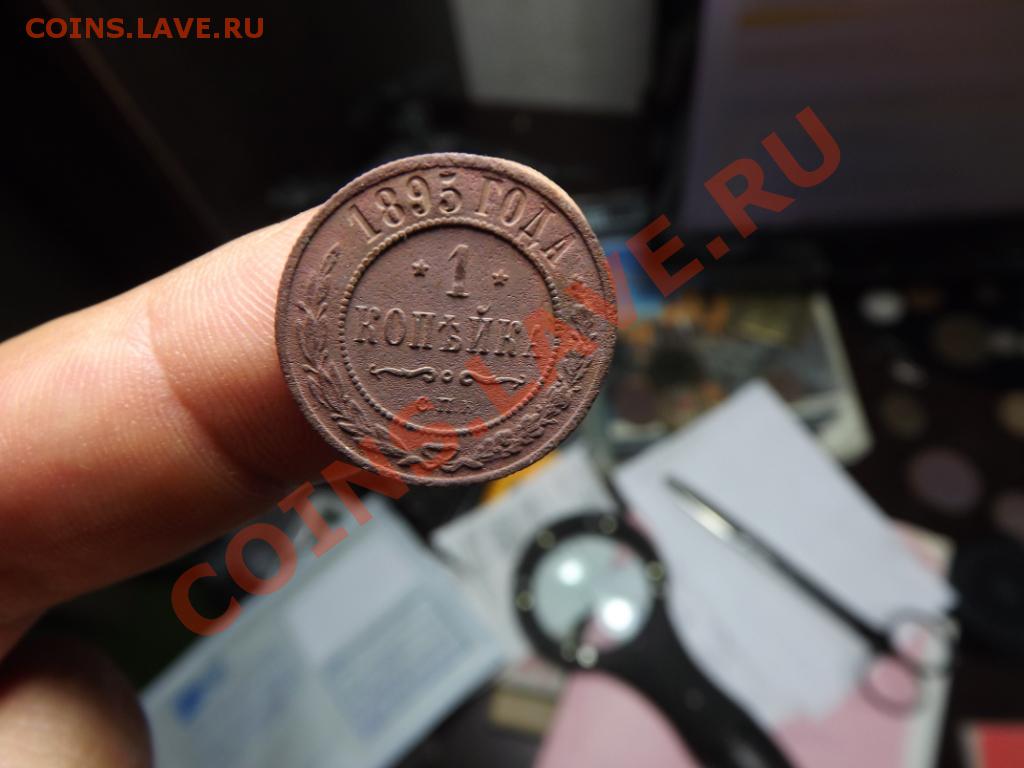 COINS.LAVE.RU
1895 ГОДА
1
КОПѢЙКА
С.П.Б.
COINS.LAVE.RU